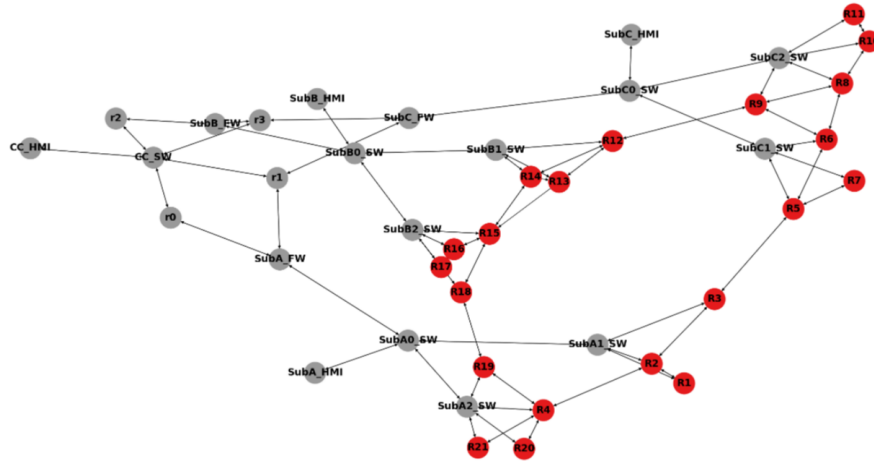 R11
SubC_HMI
R10
SubC2_SW
R8
SubC0_SW
SubB_HMI
R9
r2
SubB_FW
r3
SubC_FW
R12
R6
CC_HMI
CC_SW
SubB0_SW
SubB1_SW
SubC1_SW
r1
R14
R13
R7
r0
R5
SubB2_SW
R15
R16
SubA_FW
R17
R18
R3
SubA0_SW
SubA1_SW
SubA_HMI
R19
R2
R1
SubA2_SW
R4
R21
R20